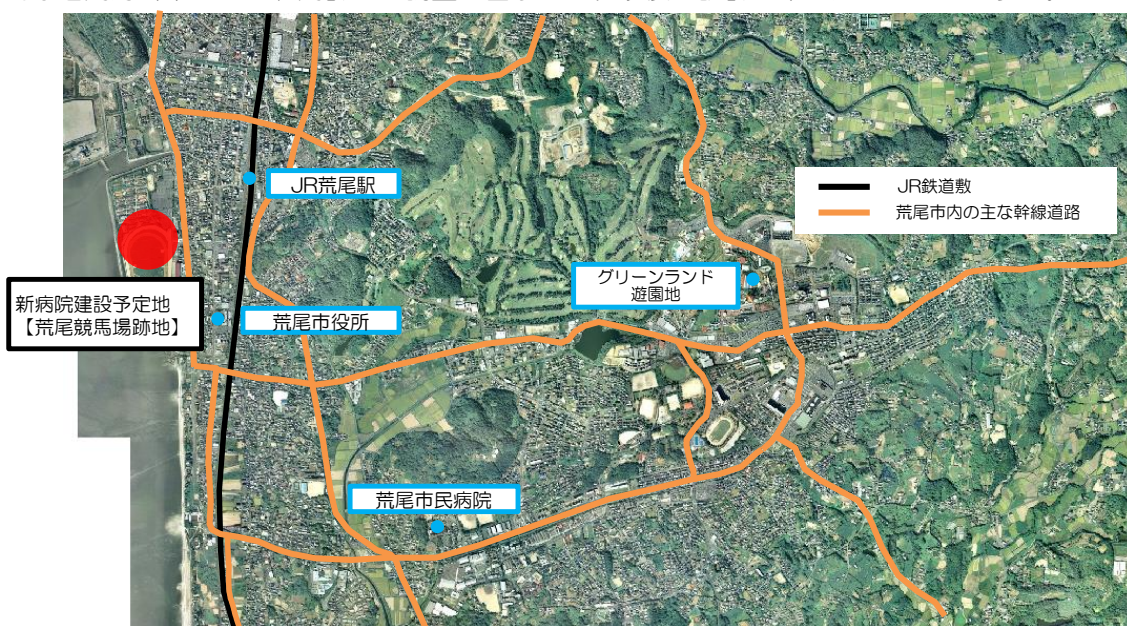 JR荒尾駅
JR鉄道敷
荒尾市内の主な幹線道路
グリーンランド
遊園地
新病院建設予定地
【荒尾競馬場跡地】
荒尾市役所
荒尾市民病院